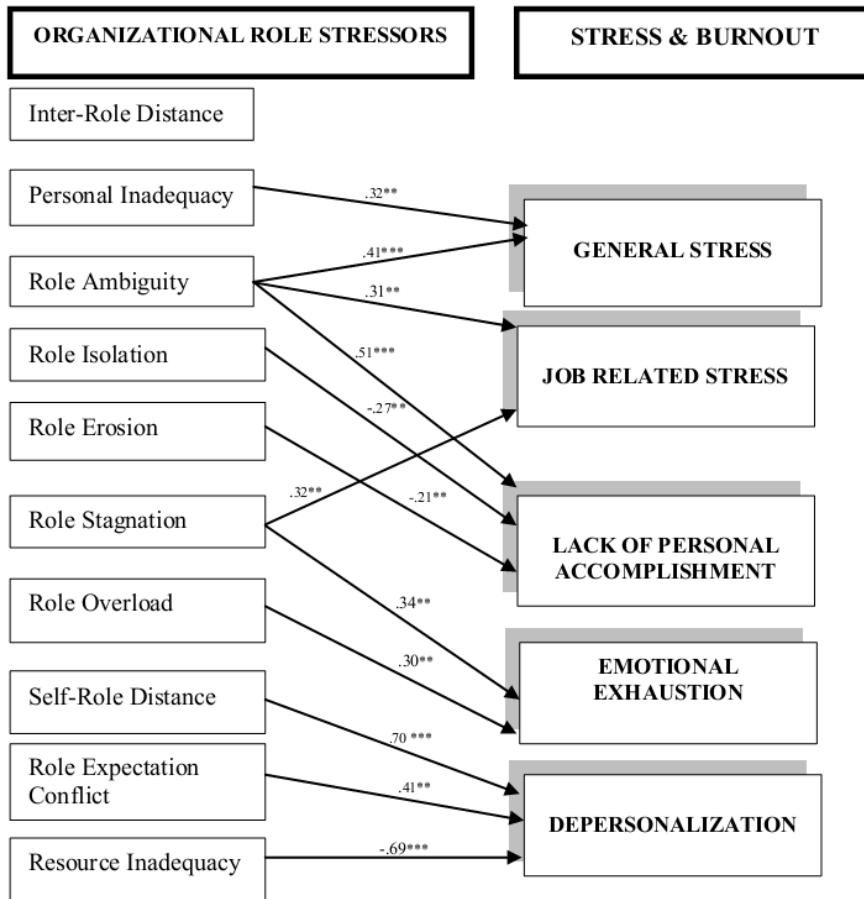 ORGANIZATIONAL ROLE STRESSORS
STRESS & BURNOUT
Inter-Role Distance
Personal Inadequacy
.32**
GENERAL STRESS
.41***
Role Ambiguity
.31**
Role Isolation
.51***
JOB RELATED STRESS
-.27**
Role Erosion
.32**
-.21**
Role Stagnation
LACK OF PERSONAL
ACCOMPLISHMENT
Role Overload
.34**
.30**
EMOTIONAL
EXHAUSTION
Self-Role Distance
.70 ***
Role Expectation
Conflict
.41**
DEPERSONALIZATION
Resource Inadequacy
-.69***